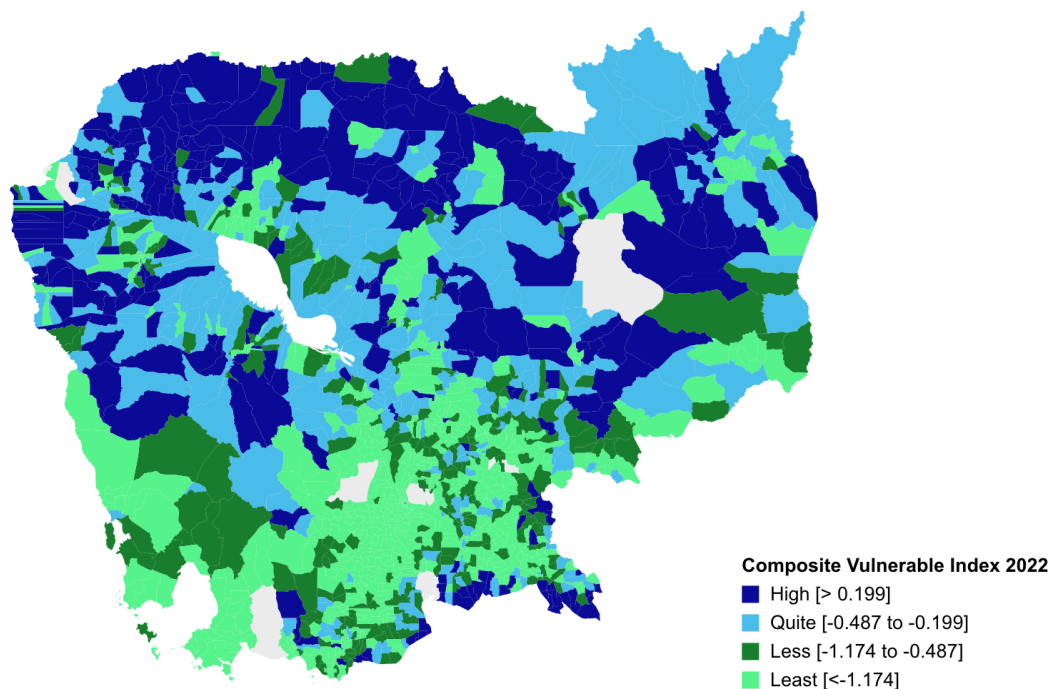 Composite Vulnerable Index 2022
High [> 0.199]
Quite [-0.487 to -0.199]
Less [-1.174 to -0.487]
Least [<-1.174]